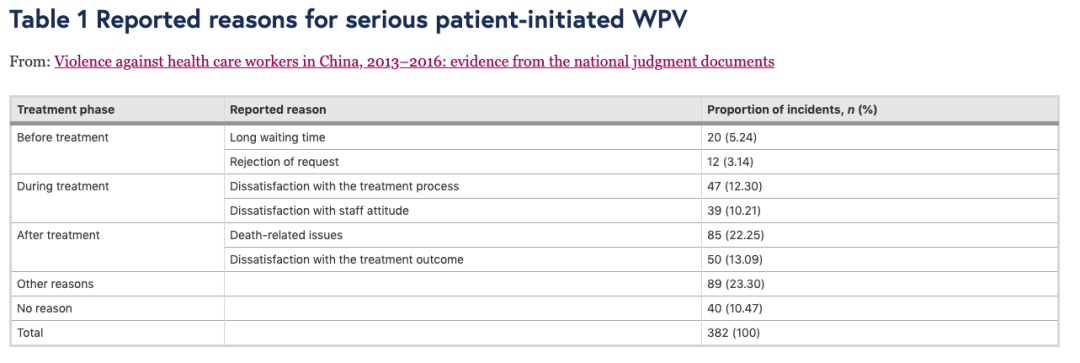 Table 1 Reported reasons for serious patient-initiated WPV
From: Violence against health care workers in China, 2013–2016: evidence from the national judgment documents
Treatment phase Reported reason Proportion of incidents, n (%)
Before treatment Long waiting time 20 (5.24)
Rejection of request 12 (3.14)
During treatment Dissatisfaction with the treatment process 47 (12.30)
Dissatisfaction with staff attitude 39 (10.21)
After treatment Death-related issues 85 (22.25)
Dissatisfaction with the treatment outcome 50 (13.09)
Other reasons 89 (23.30)
No reason 40 (10.47)
Total 382 (100)